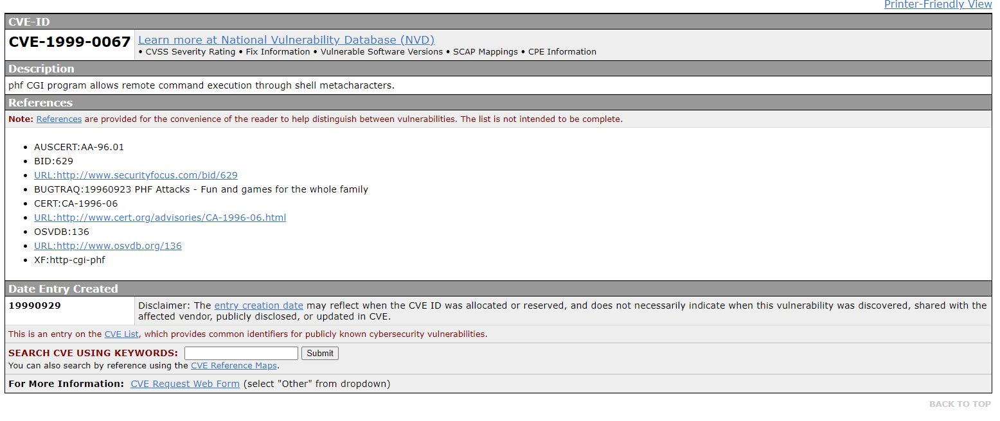 Printer-Friendly View
CVE-ID
CVE-1999-0067
Learn more at National Vulnerability Database (NVD)
• CVSS Severity Rating • Fix Information • Vulnerable Software Versions • SCAP Mappings • CPE Information
Description
phf CGI program allows remote command execution through shell metacharacters.
References
Note: References are provided for the convenience of the reader to help distinguish between vulnerabilities. The list is not intended to be complete.
• AUSCERT:AA-96.01
• BID:629
• URL:http://www.securityfocus.com/bid/629
• BUGTRAQ:19960923 PHF Attacks - Fun and games for the whole family
• CERT:CA-1996-06
• URL:http://www.cert.org/advisories/CA-1996-06.html
• OSVDB:136
• URL:http://www.osvdb.org/136
• XF:http-cgi-phf
Date Entry Created
19990929
Disclaimer: The entry creation date may reflect when the CVE ID was allocated or reserved, and does not necessarily indicate when this vulnerability was discovered, shared with the
affected vendor, publicly disclosed, or updated in CVE.
This is an entry on the CVE List, which provides common identifiers for publicly known cybersecurity vulnerabilities.
SEARCH CVE USING KEYWORDS: Submit
You can also search by reference using the CVE Reference Maps.
For More Information: CVE Request Web Form (select "Other" from dropdown)
BACK TO TOP